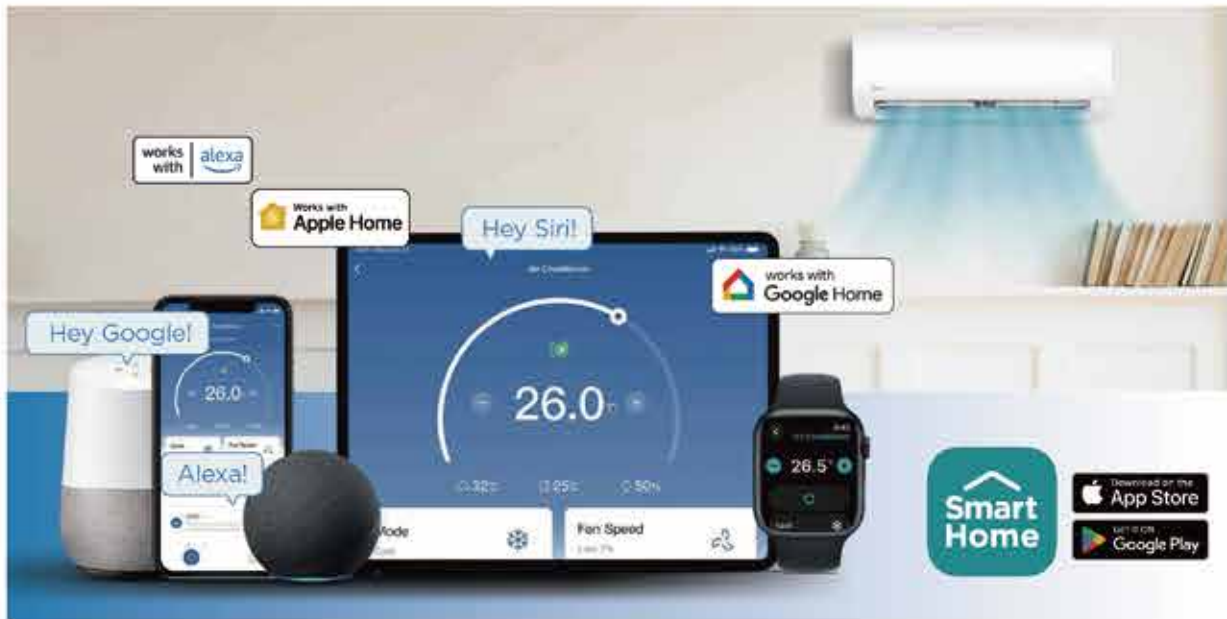 works
with
alexa
Works with
Apple Home
Hey Siri!
works with
Google Home
Hey Google!
26.0
Alexa!
Air Conditioner
26.0
32°c
25°c
50%
Mode
Fan Speed
26.5°
Smart
Home
Download on the
App Store
GET IT ON
Google Play